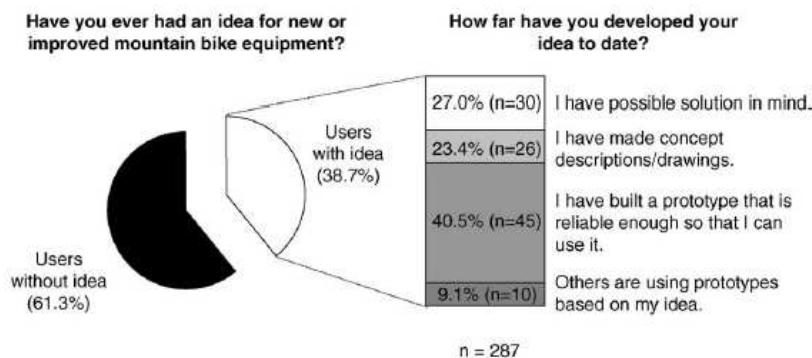 Have you ever had an idea for new or
improved mountain bike equipment?
Users
with idea
(38.7%)
Users
without idea
(61.3%)
How far have you developed your
idea to date?
27.0% (n=30)
I have possible solution in mind.
23.4% (n=26)
I have made concept
descriptions/drawings.
40.5% (n=45)
I have built a prototype that is
reliable enough so that I can
use it.
9.1% (n=10)
Others are using prototypes
based on my idea.
n = 287